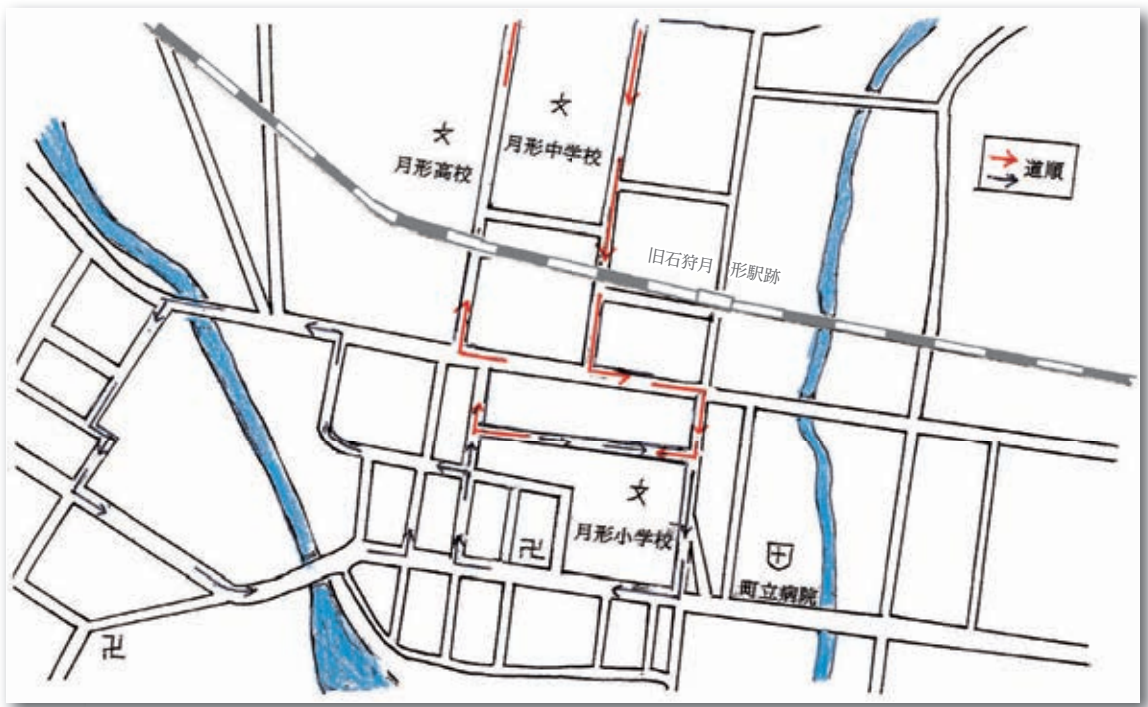 月形中学校
月形高校
道順
旧石狩月形駅跡
月形小学校
町立病院